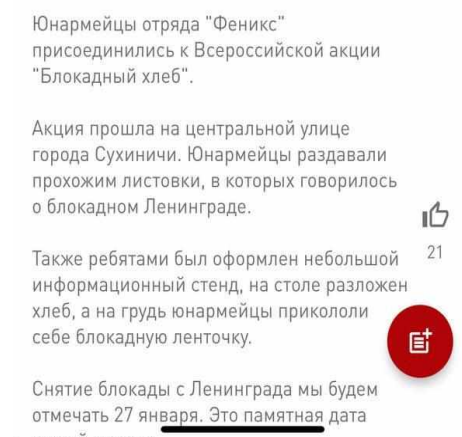 Юнармейцы отряда "Феникс"
присоединились к Всероссийской акции
"Блокадный хлеб".
Акция прошла на центральной улице
города Сухиничи. Юнармейцы раздавали
прохожим листовки, в которых говорилось
о блокадном Ленинграде.
Также ребятами был оформлен небольшой
21
информационный стенд, на столе разложен
хлеб, а на грудь юнармейцы прикололи
себе блокадную ленточку.
Снятие блокады с Ленинграда мы будем
отмечать 27 января. Это памятная дата